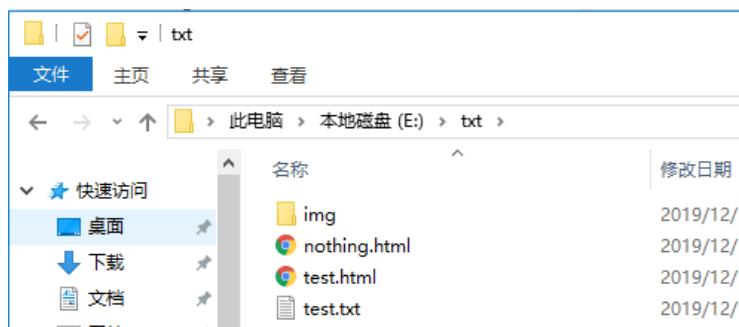 txt
文件 主页 共享 查看
此电脑 本地磁盘 (E:) txt
名称 修改日期
快速访问
img 2019/12/
桌面
nothing.html 2019/12/
下载
test.html 2019/12/
文档
test.txt 2019/12/